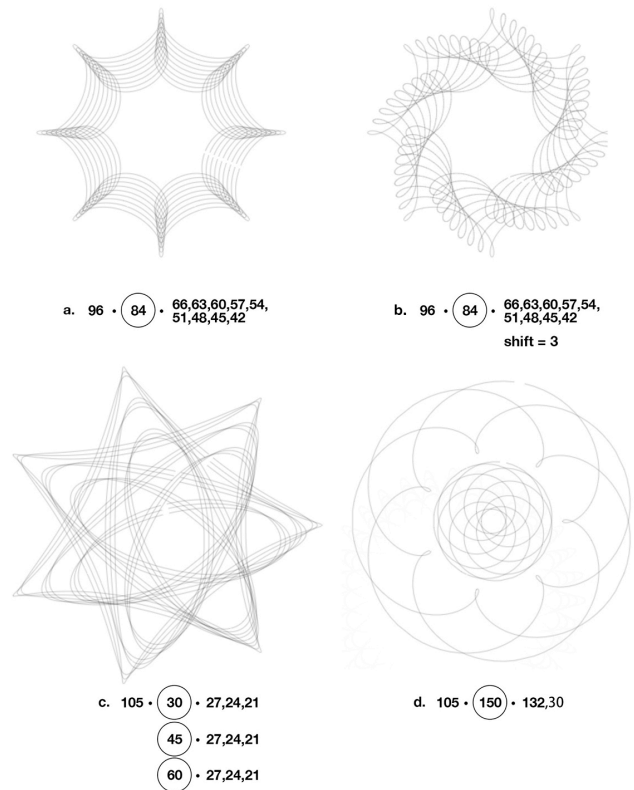 a. 96 • 84 • 66,63,60,57,54,
51,48,45,42
b. 96 • 84 • 66,63,60,57,54,
51,48,45,42
shift = 3
c. 105 • 30 • 27,24,21
45 • 27,24,21
60 • 27,24,21
d. 105 • 150 • 132,30